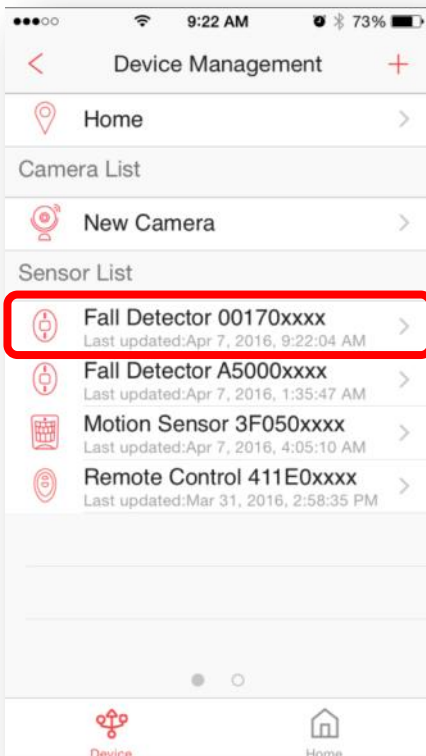 9:22 AM 73%
Device Management +
Home
Camera List
New Camera
Sensor List
Fall Detector 00170xxxx
Last updated:Apr 7, 2016, 9:22:04 AM
Fall Detector A5000xxxx
Last updated:Apr 7, 2016, 1:35:47 AM
Motion Sensor 3F050xxxx
Last updated:Apr 7, 2016, 4:05:10 AM
Remote Control 411E0xxxx
Last updated:Mar 31, 2016, 2:58:35 PM
Device Home